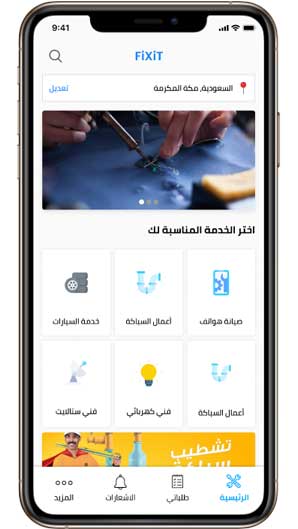 9:41
FiXiT
السعودية, مكة المكرمة
تعديل
اختر الخدمة المناسبة لك
صيانة هواتف
أعمال السباكة
خدمة السيارات
أعمال السباكة
فني كهربائي
فني ستالايت
تشطيب
الرئيسية
طلباتي
الاشعارات
المزيد